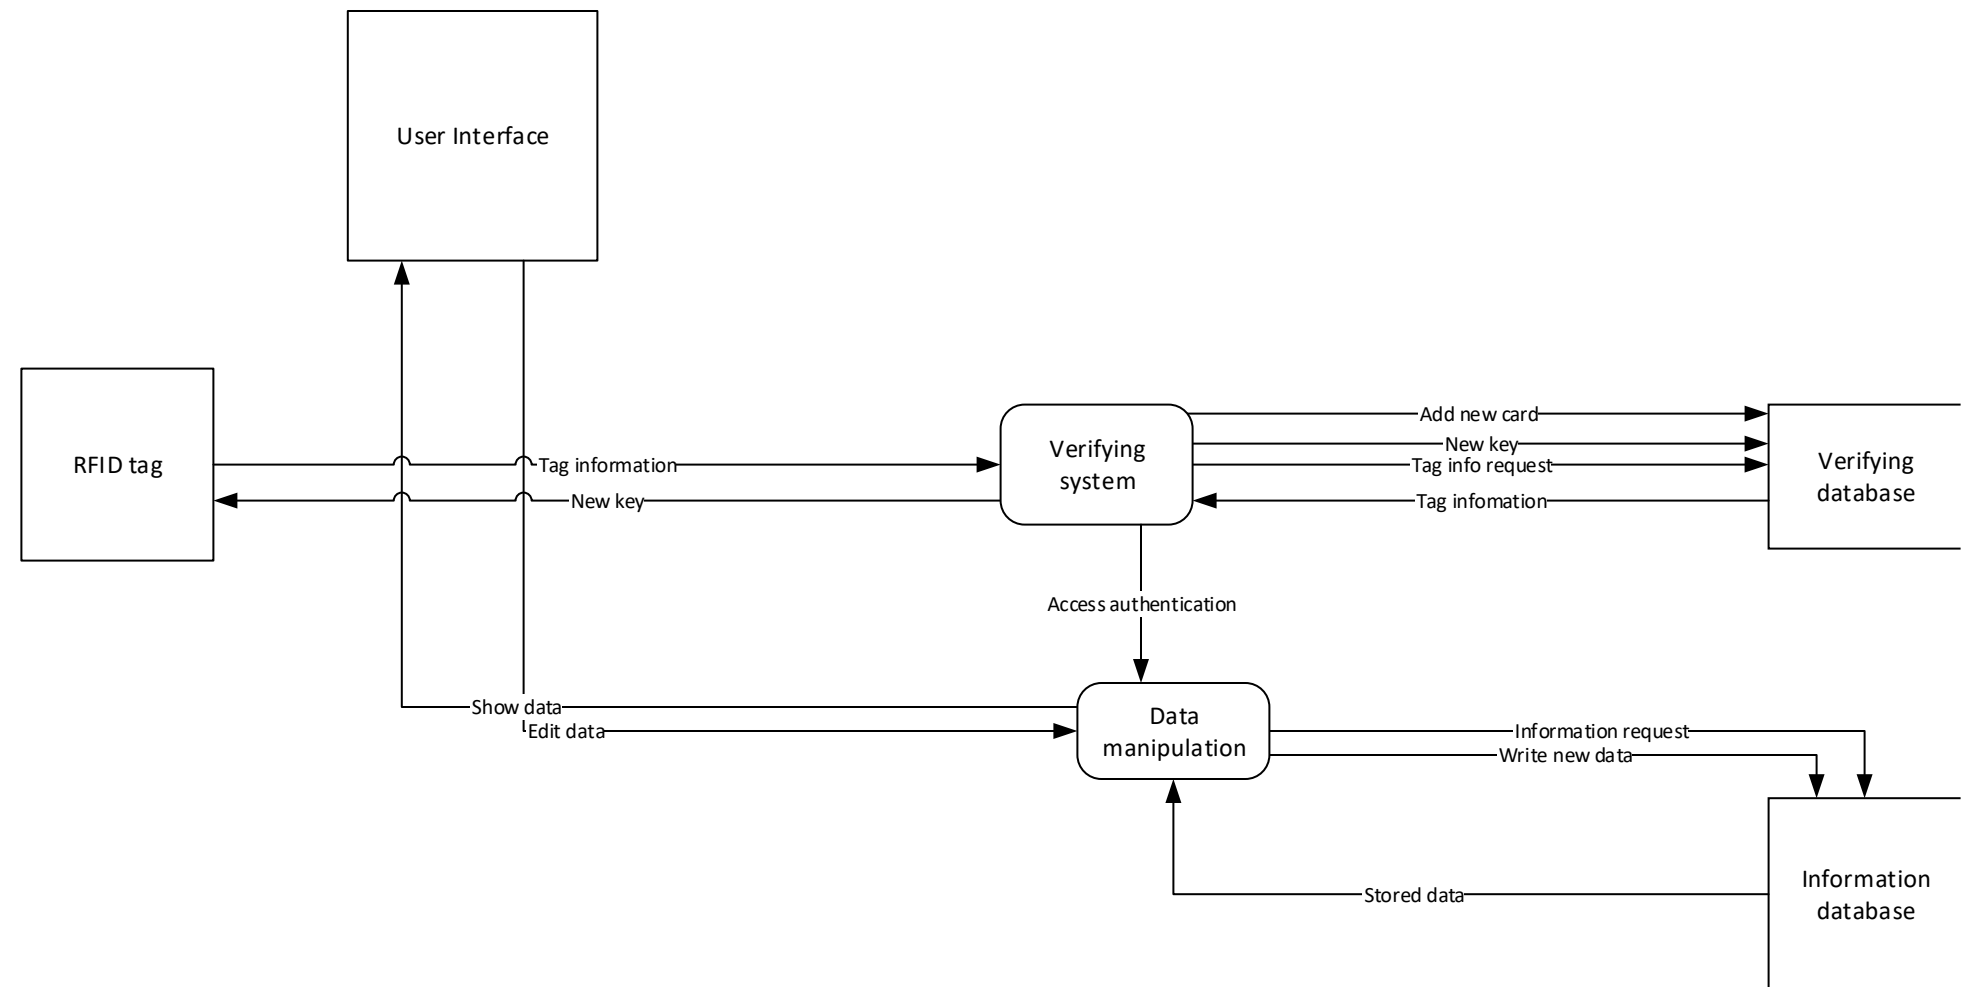 User Interface
RFID tag
Tag information
New key
Verifying
system
Add new card
New key
Tag info request
Tag infomation
Verifying
database
Access authentication
Show data
Edit data
Data
manipulation
Information request
Write new data
Stored data
Information
database